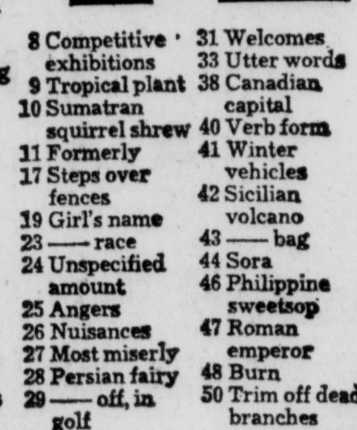 8 Competitive
exhibitions
9 Tropical plant
10 Sumatran
squirrel shrew
11 Formerly
17 Steps over
fences
19 Girl's name
23 —— race
24 Unspecified
amount
25 Angers
26 Nuisances
27 Most miserly
28 Persian fairy
29 —— off, in
golf
31 Welcomes
33 Utter words
38 Canadian
capital
40 Verb form
41 Winter
vehicles
42 Sicilian
volcano
43 —— bag
44 Sora
46 Philippine
sweetsop
47 Roman
emperor
48 Burn
50 Trim off dead
branches